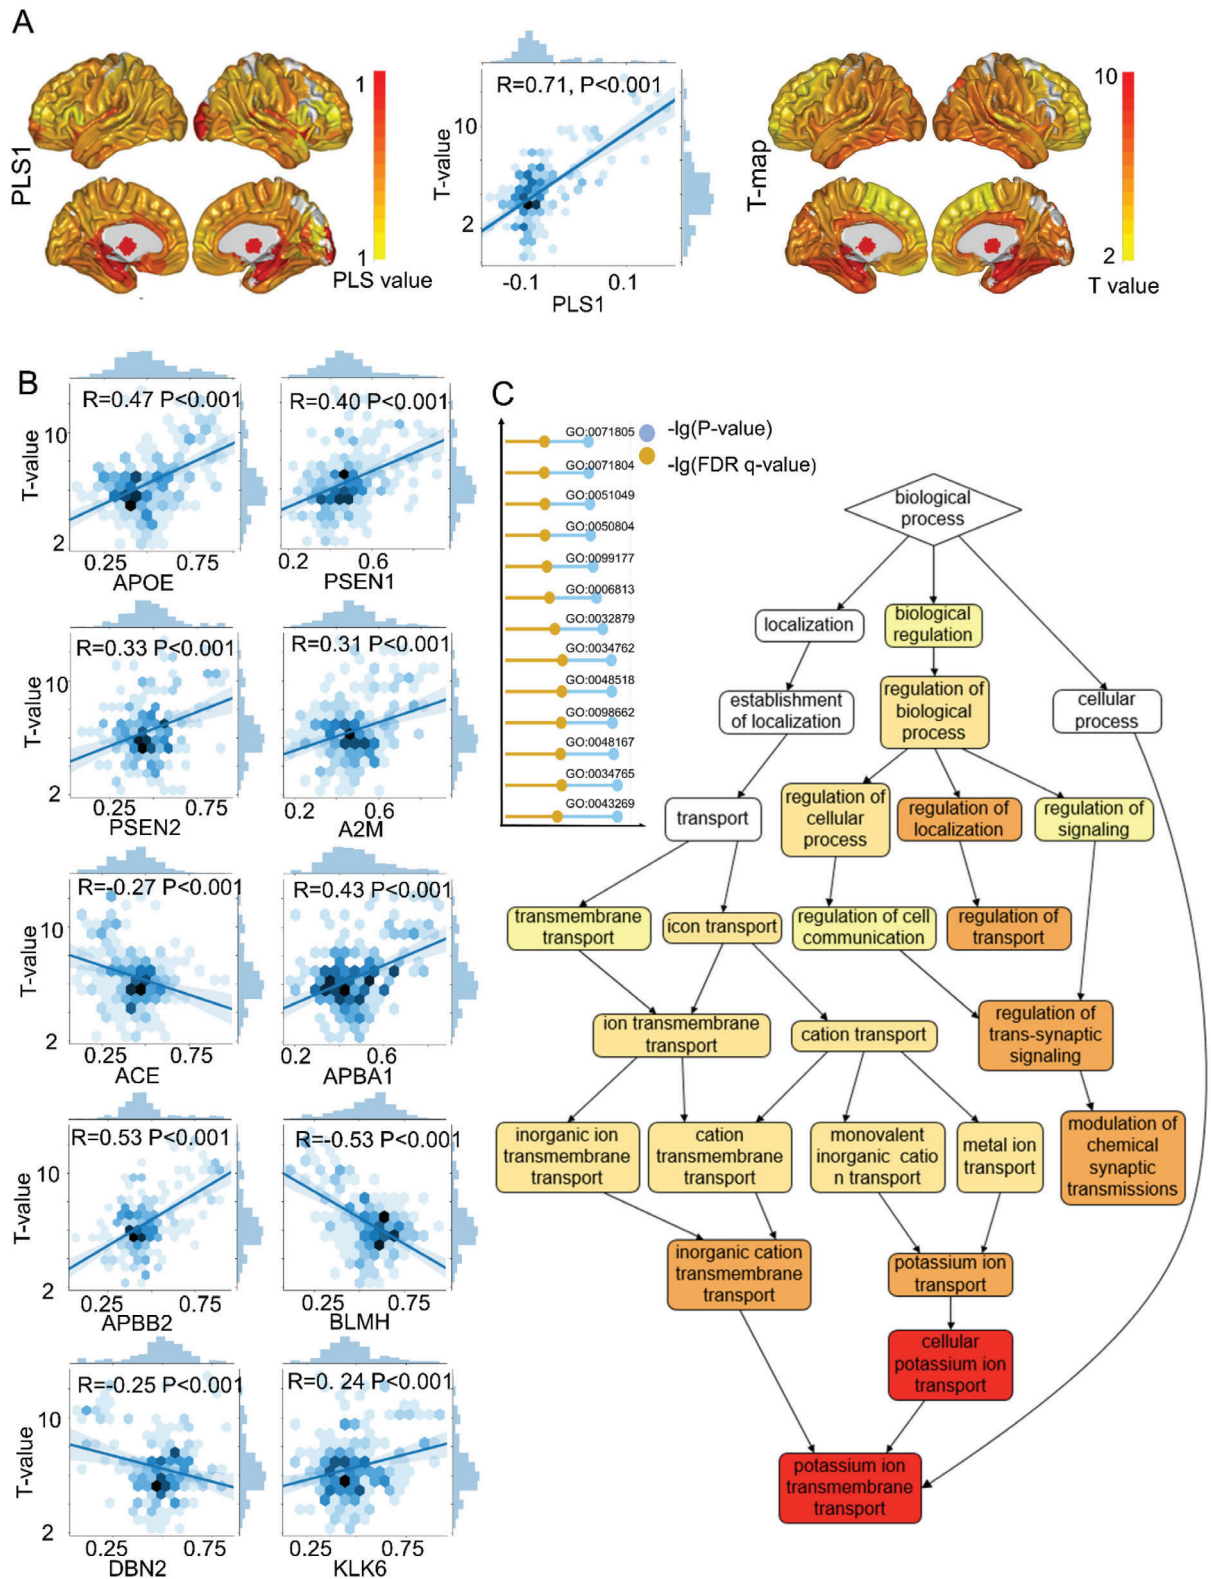 A
PLS1
1
1
PLS value
R=0.71, P<0.001
T-value
10
2
-0.1
0.1
PLS1
T-map
10
2
T value
B
R=0.47 P<0.001
T-value
10
2
0.25
0.75
APOE
R=0.40 P<0.001
0.2
0.6
PSEN1
R=0.33 P<0.001
T-value
10
2
0.25
0.75
PSEN2
R=0.31 P<0.001
0.2
0.6
A2M
R=-0.27 P<0.001
T-value
10
2
0.25
0.75
ACE
R=0.43 P<0.001
0.2
0.6
APBA1
R=0.53 P<0.001
T-value
10
2
0.25
0.75
APBB2
R=-0.53 P<0.001
0.25
0.75
BLMH
R=-0.25 P<0.001
T-value
10
2
0.25
0.75
DBN2
R=0. 24 P<0.001
0.25
0.75
KLK6
C
GO:0071805
GO:0071804
GO:0051049
GO:0050804
GO:0099177
GO:0006813
GO:0032879
GO:0034762
GO:0048518
GO:0098662
GO:0048167
GO:0034765
GO:0043269
-lg(P-value)
-lg(FDR q-value)
biological
process
localization
biological
regulation
establishment
of localization
regulation of
biological
process
cellular
process
transport
regulation of
cellular
process
regulation of
localization
regulation of
signaling
transmembrane
transport
icon transport
regulation of cell
communication
regulation of
transport
ion transmembrane
transport
cation transport
regulation of
trans-synaptic
signaling
inorganic ion
transmembrane
transport
cation
transmembrane
transport
monovalent
inorganic catio
n transport
metal ion
transport
modulation of
chemical
synaptic
transmissions
inorganic cation
transmembrane
transport
potassium ion
transport
cellular
potassium ion
transport
potassium ion
transmembrane
transport